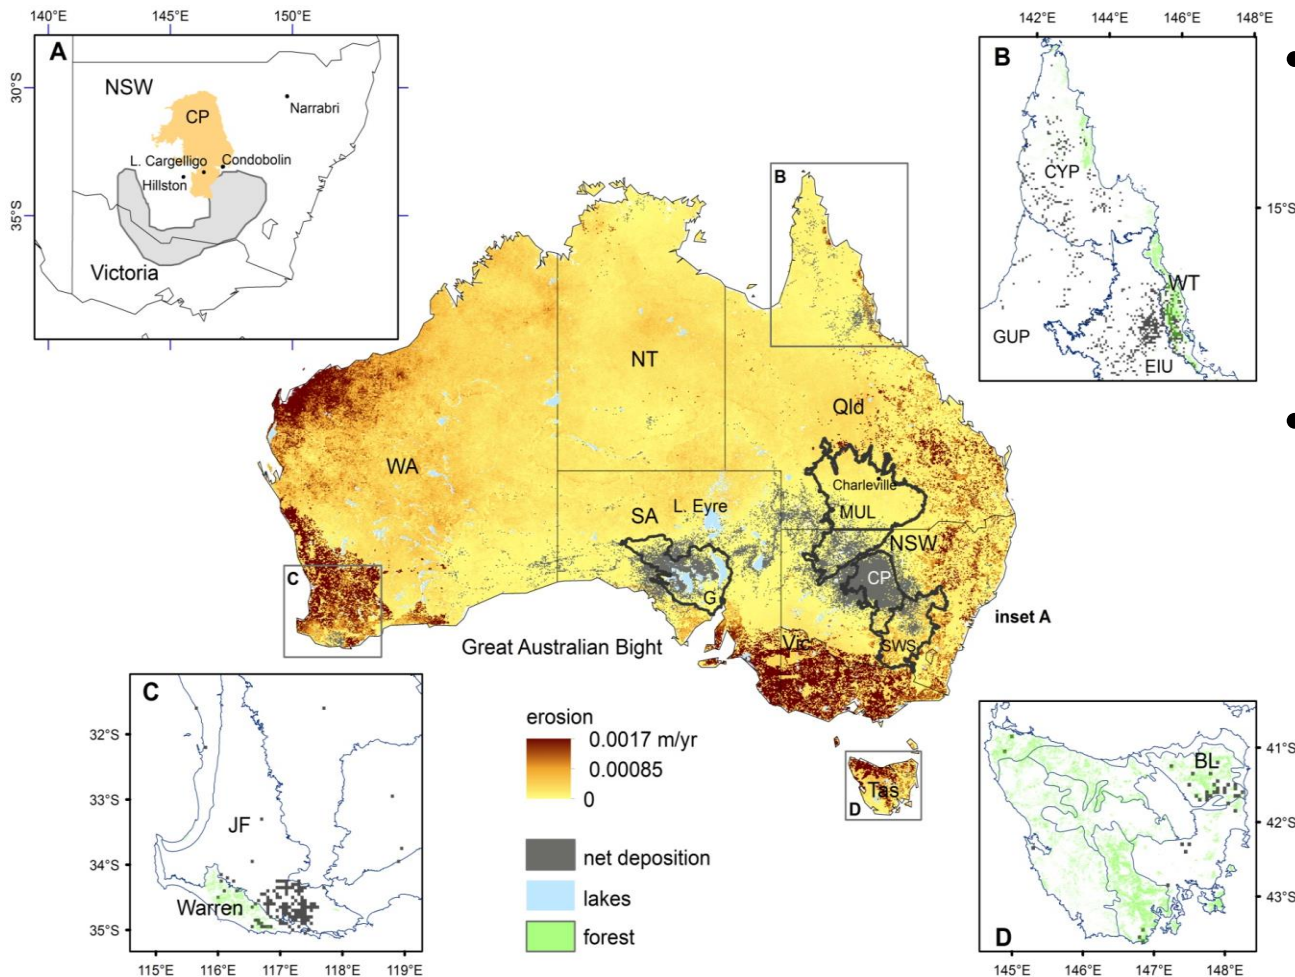 140°E 145°E 150°E
30°S
35°S
A
NSW
CP
Narrabri
L. Cargelligo
Condobolin
Hillston
Victoria
142°E 144°E 146°E 148°E
B
CYP
15°S
WT
GUP
EIU
B
NT
Qld
WA
Charleville
MUL
L. Eyre
SA
NSW
CP
G
C
inset A
Great Australian Bight
Vic
SWS
Tas
D
C
32°S
33°S
34°S
35°S
JF
Warren
115°E 116°E 117°E 118°E 119°E
erosion
0.0017 m/yr
0.00085
0
net deposition
lakes
forest
BL
41°S
42°S
43°S
D
145°E 146°E 147°E 148°E